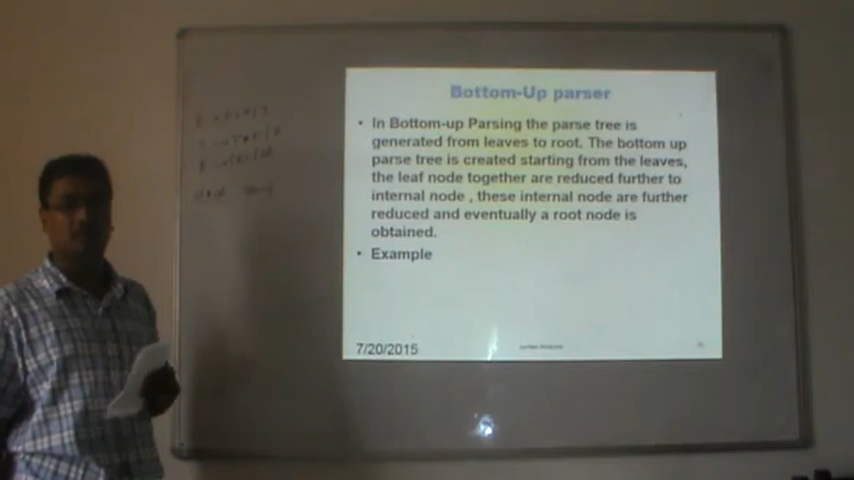 Bottom-Up parser
• In Bottom-up Parsing the parse tree is
generated from leaves to root. The bottom up
parse tree is created starting from the leaves,
the leaf node together are reduced further to
internal node , these internal node are further
reduced and eventually a root node is
obtained.
• Example
7/20/2015